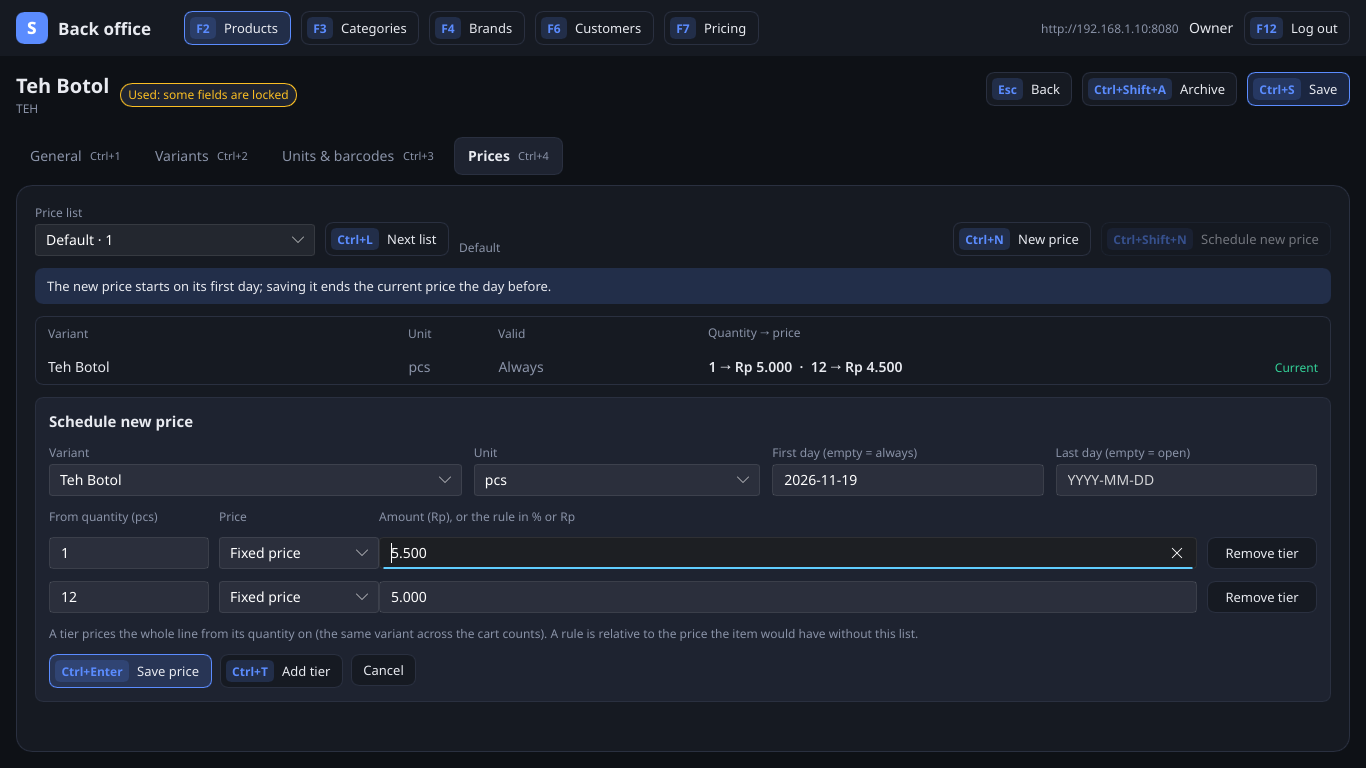 S Back office F2 Products F3 Categories F4 Brands F6 Customers F7 Pricing http://192.168.1.10:8080 Owner F12 Log out
Teh Botol Used: some fields are locked Esc Back Ctrl+Shift+A Archive Ctrl+S Save
TEH
General Ctrl+1 Variants Ctrl+2 Units & barcodes Ctrl+3 Prices Ctrl+4
Price list
Default · 1 Ctrl+L Next list Default Ctrl+N New price Ctrl+Shift+N Schedule new price
The new price starts on its first day; saving it ends the current price the day before.
Variant Unit Valid Quantity → price
Teh Botol pcs Always 1 → Rp 5.000 · 12 → Rp 4.500 Current
Schedule new price
Variant Unit First day (empty = always) Last day (empty = open)
Teh Botol pcs 2026-11-19 YYYY-MM-DD
From quantity (pcs) Price Amount (Rp), or the rule in % or Rp
1 Fixed price 5.500 Remove tier
12 Fixed price 5.000 Remove tier
A tier prices the whole line from its quantity on (the same variant across the cart counts). A rule is relative to the price the item would have without this list.
Ctrl+Enter Save price Ctrl+T Add tier Cancel